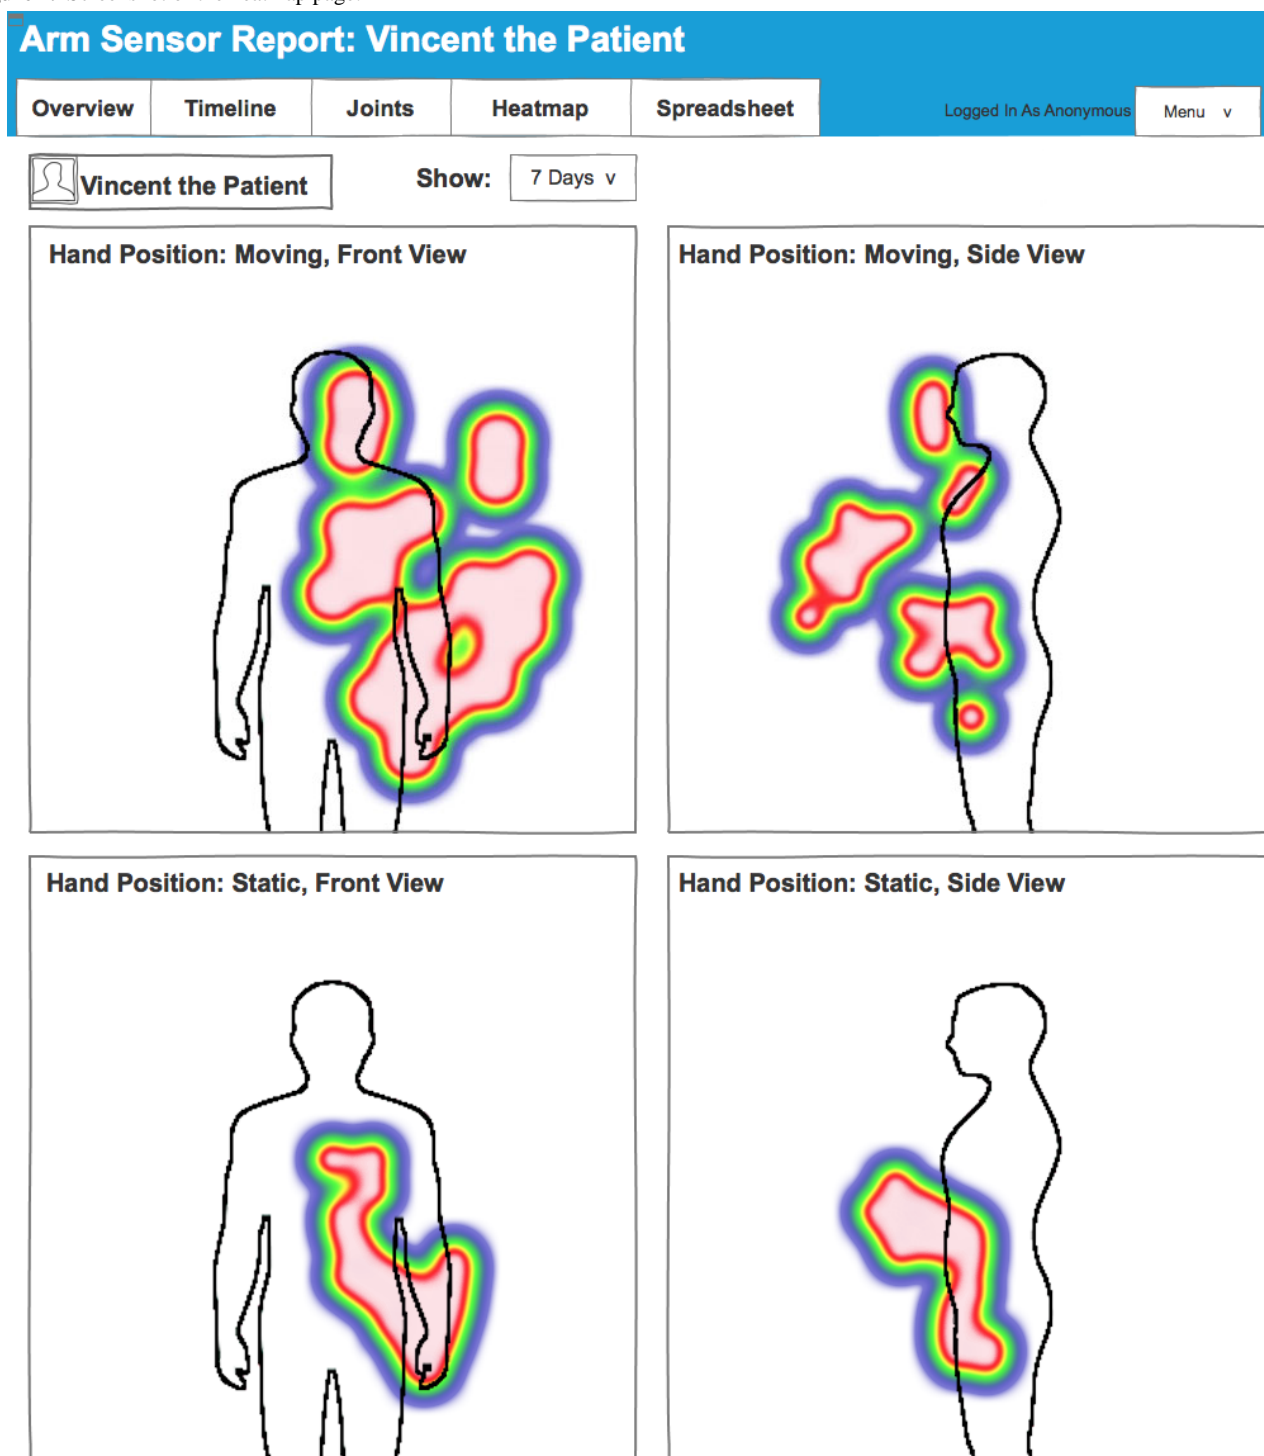 Arm Sensor Report: Vincent the Patient
Overview Timeline Joints Heatmap Spreadsheet Logged In As Anonymous Menu v
Vincent the Patient Show: 7 Days v
Hand Position: Moving, Front View
Hand Position: Moving, Side View
Hand Position: Static, Front View
Hand Position: Static, Side View